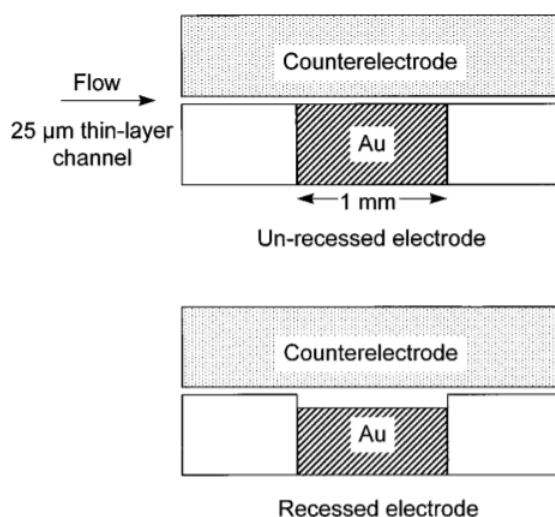 Counterelectrode
Flow
25 µm thin-layer
channel
Au
1 mm
Un-recessed electrode
Counterelectrode
Au
Recessed electrode